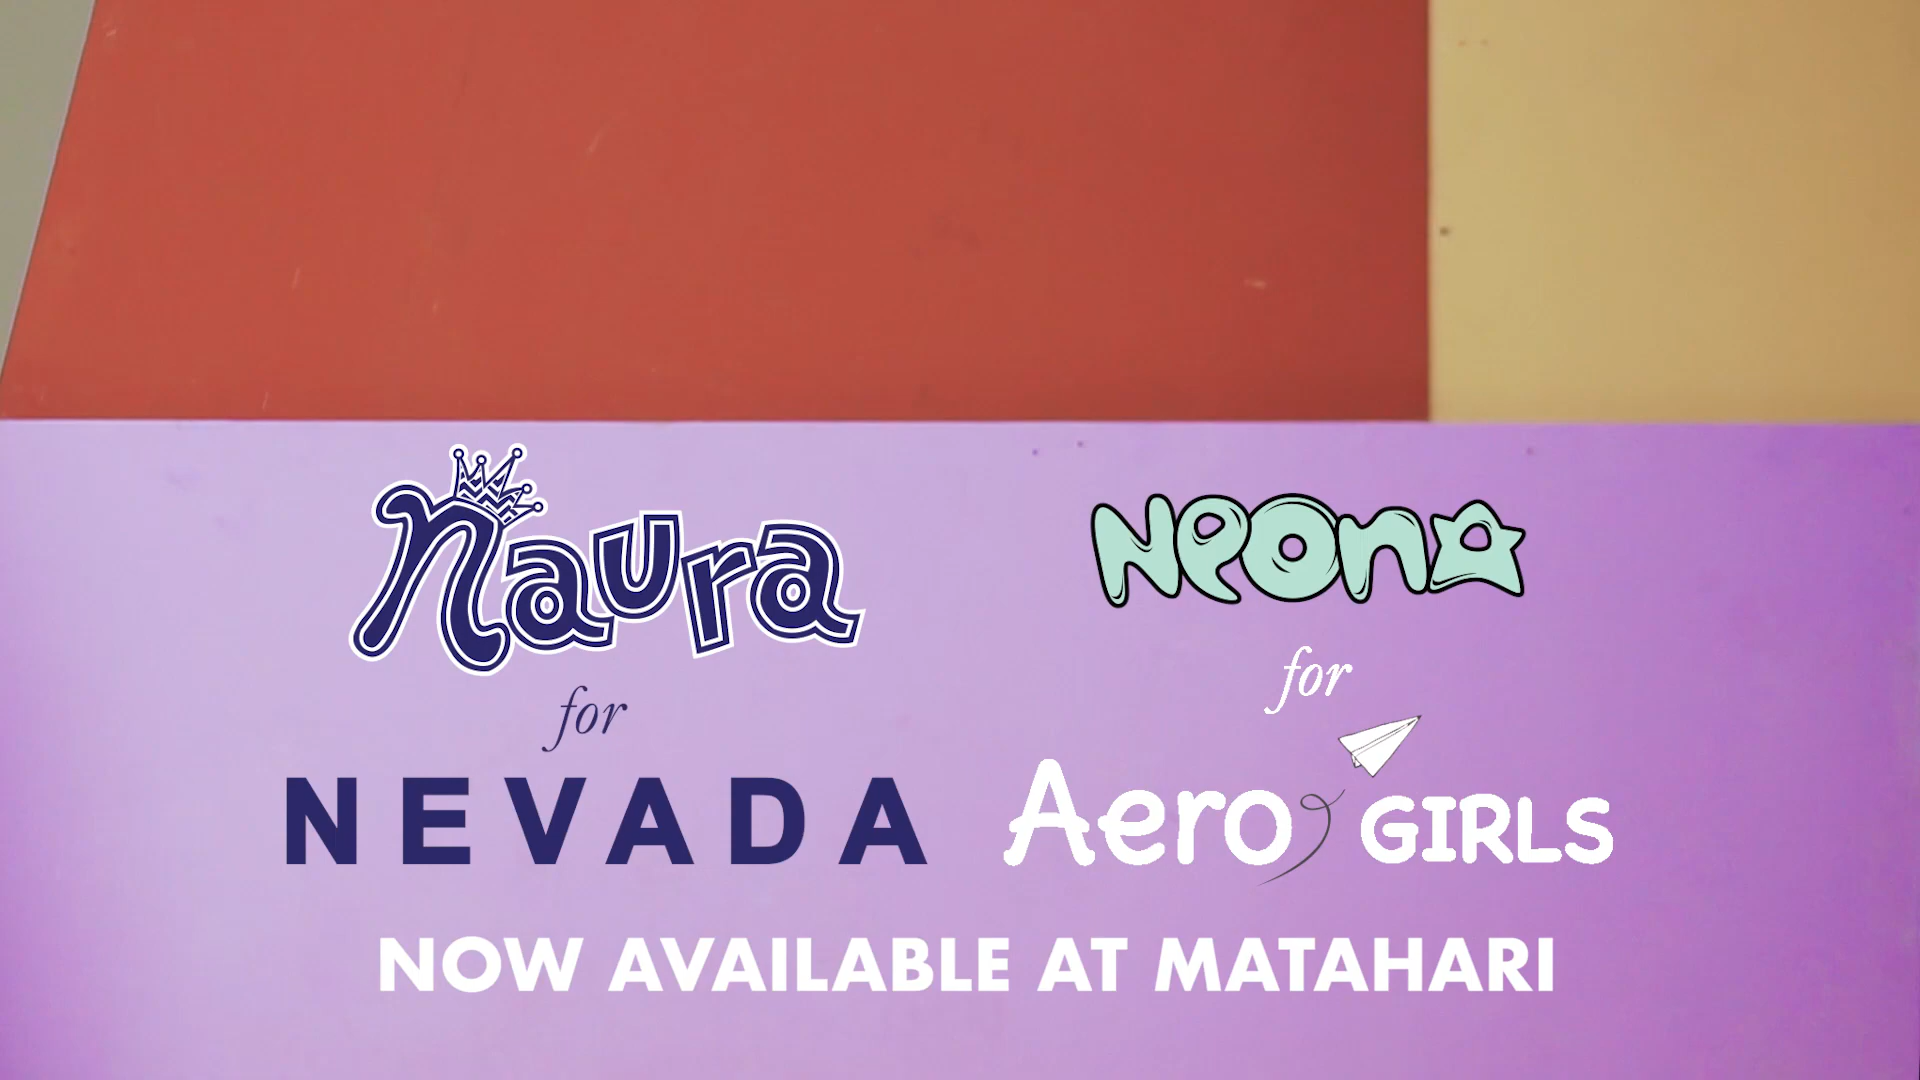 Naura
for
NEVADA
Neona
for
Aero GIRLS
NOW AVAILABLE AT MATAHARI